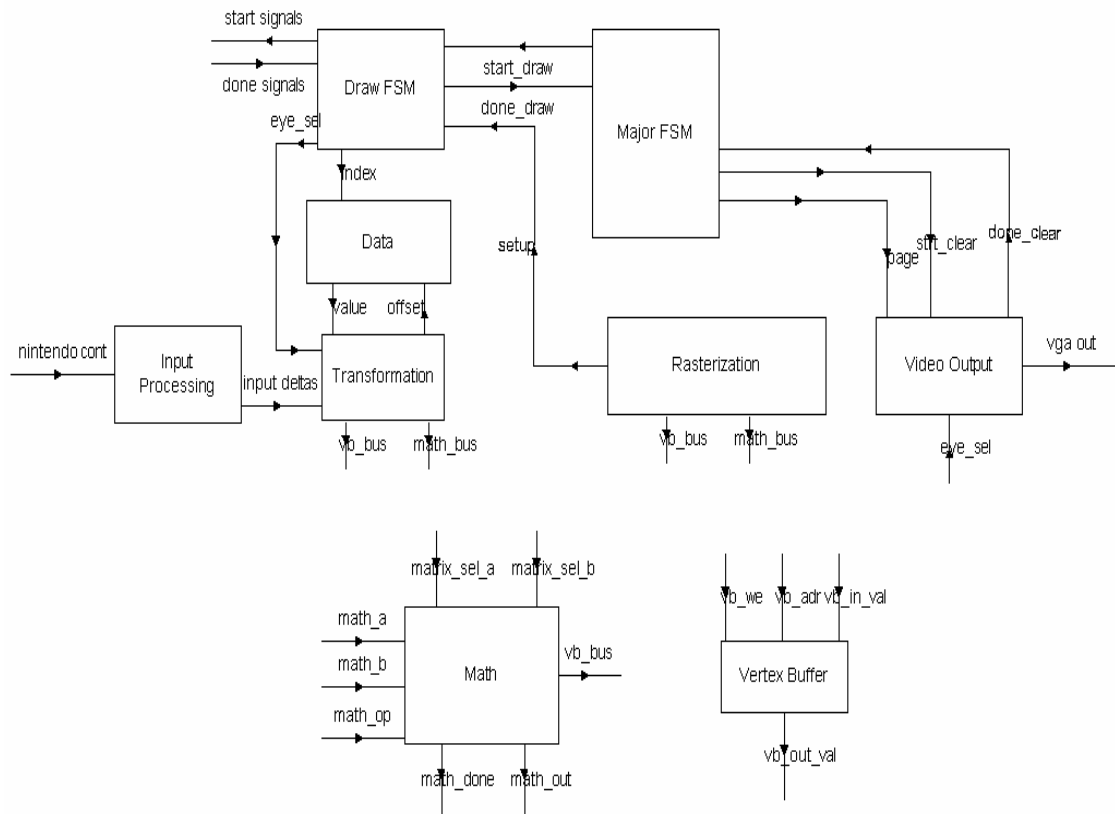 start signals
done signals
Draw FSM
start_draw
done_draw
Major FSM
eye_sel
index
Data
setup
page
strt_clear
done_clear
value
offset
nintendo cont
Input
Processing
input deltas
Transformation
Rasterization
Video Output
vga out
vb_bus
math_bus
vb_bus
math_bus
eye_sel
matrix_sel_a
matrix_sel_b
math_a
math_b
math_op
Math
vb_bus
math_done
math_out
vb_we
vb_adr
vb_in_val
Vertex Buffer
vb_out_val